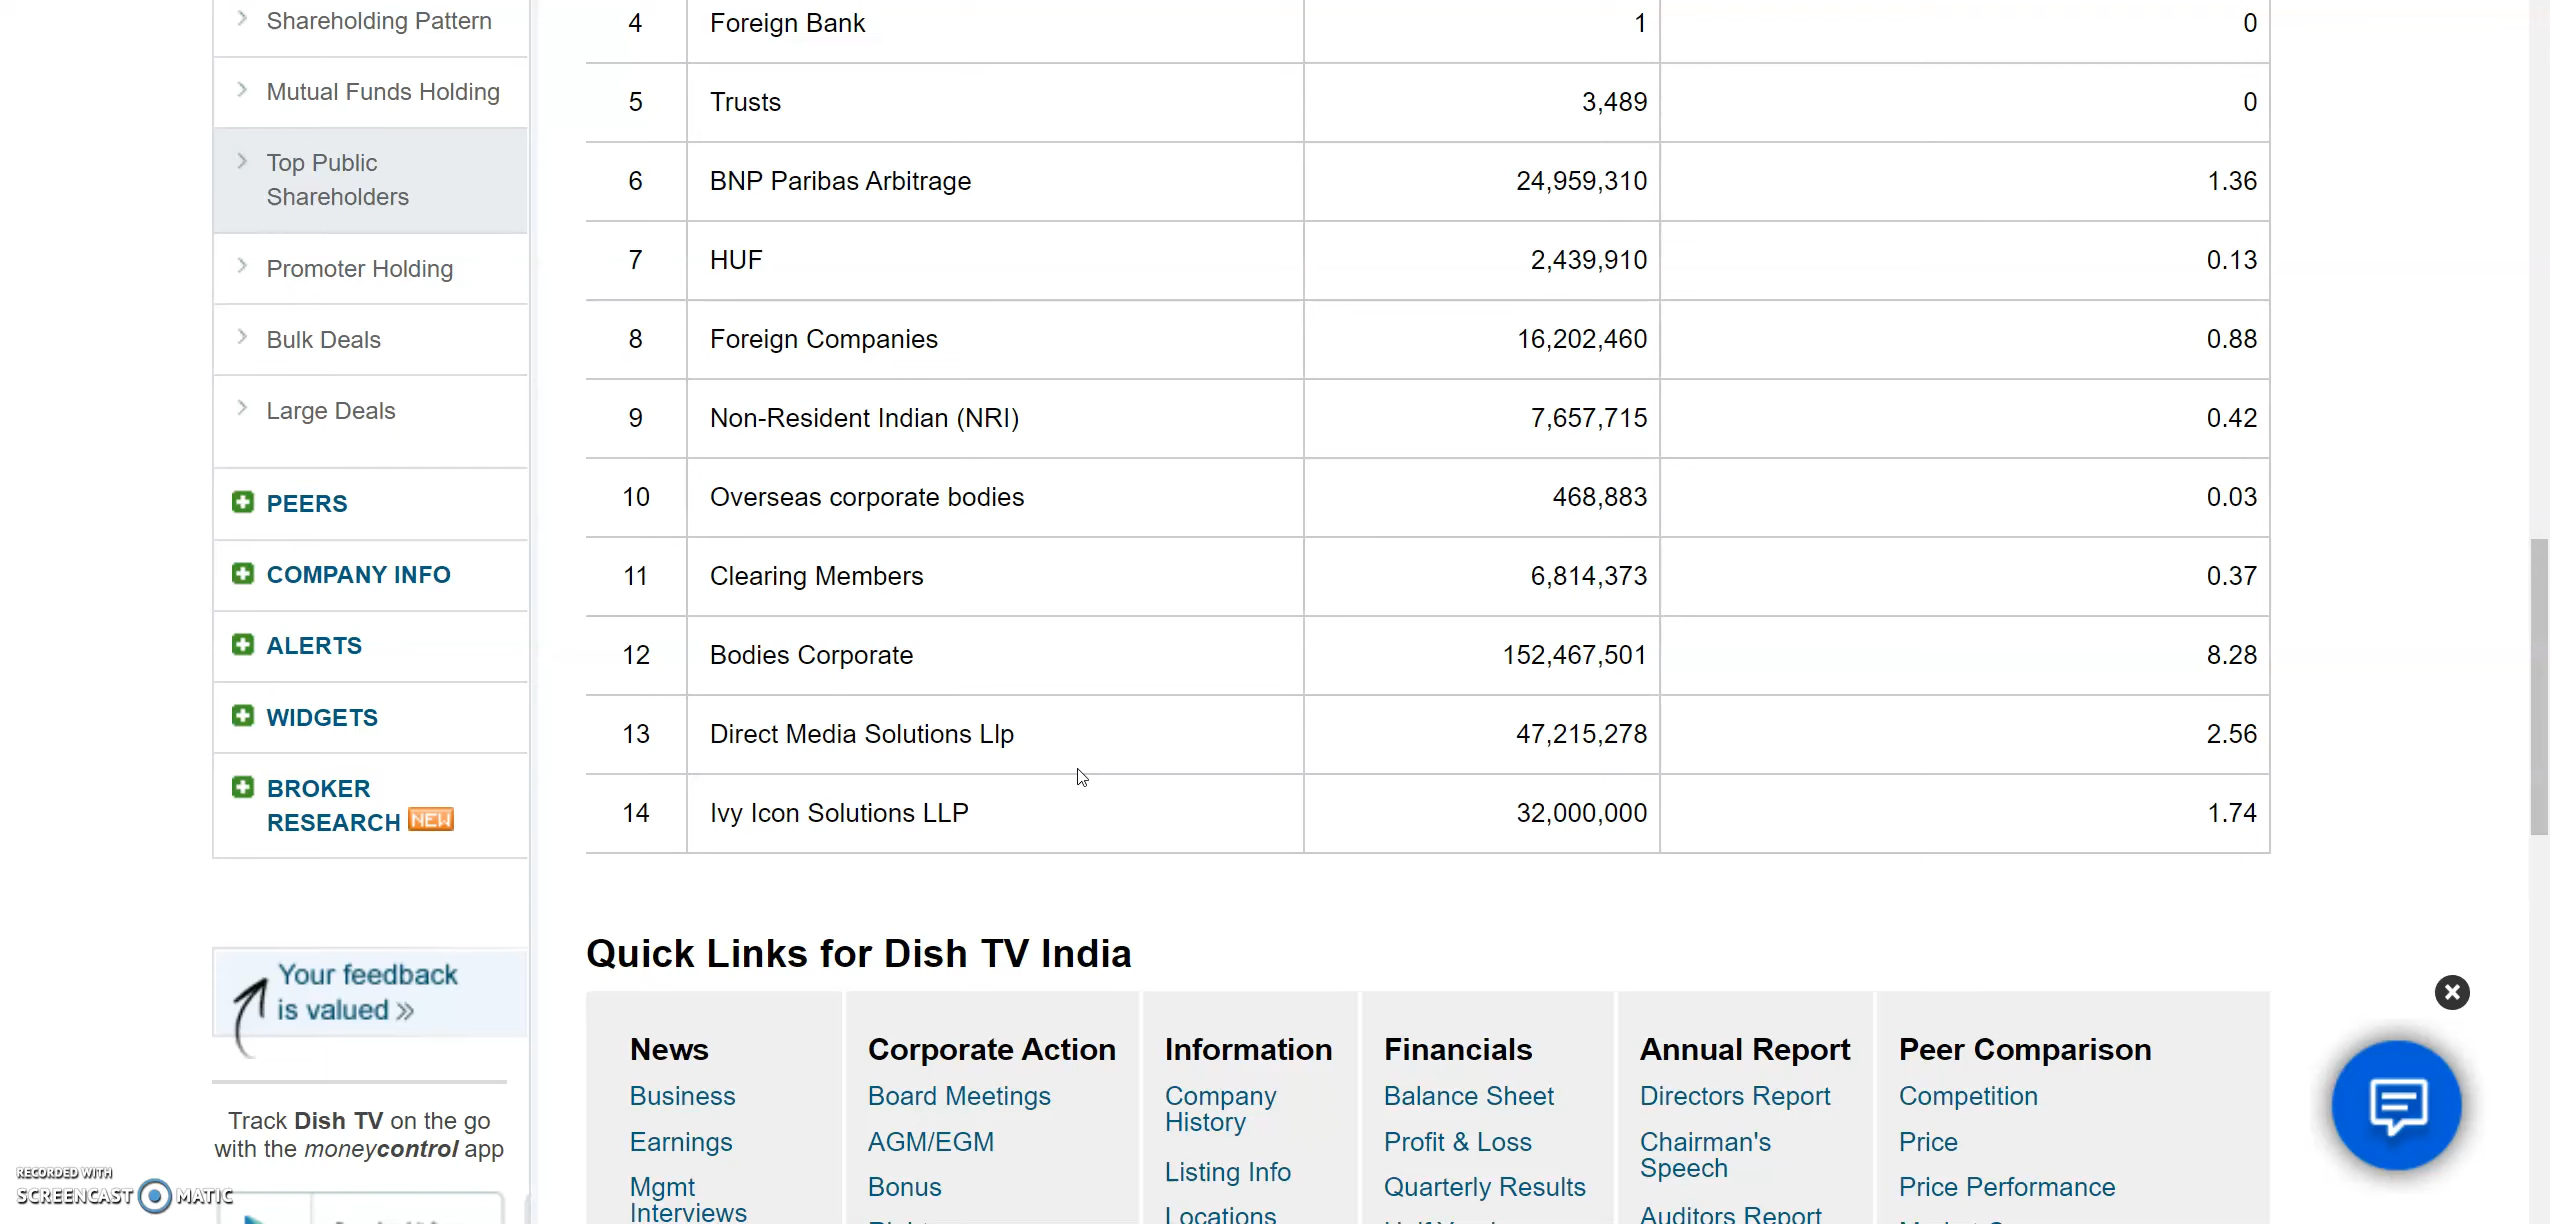 Shareholding Pattern
Mutual Funds Holding
Top Public
Shareholders
Promoter Holding
Bulk Deals
Large Deals
PEERS
COMPANY INFO
ALERTS
WIDGETS
BROKER
RESEARCH NEW
Your feedback
is valued »
Track Dish TV on the go
with the moneycontrol app
RECORDED WITH
SCREENCAST MATIC
4 Foreign Bank 1 0
5 Trusts 3,489 0
6 BNP Paribas Arbitrage 24,959,310 1.36
7 HUF 2,439,910 0.13
8 Foreign Companies 16,202,460 0.88
9 Non-Resident Indian (NRI) 7,657,715 0.42
10 Overseas corporate bodies 468,883 0.03
11 Clearing Members 6,814,373 0.37
12 Bodies Corporate 152,467,501 8.28
13 Direct Media Solutions Llp 47,215,278 2.56
14 Ivy Icon Solutions LLP 32,000,000 1.74
Quick Links for Dish TV India
News
Business
Earnings
Mgmt
Interviews
Corporate Action
Board Meetings
AGM/EGM
Bonus
Information
Company
History
Listing Info
Locations
Financials
Balance Sheet
Profit & Loss
Quarterly Results
Annual Report
Directors Report
Chairman's
Speech
Auditors Report
Peer Comparison
Competition
Price
Price Performance